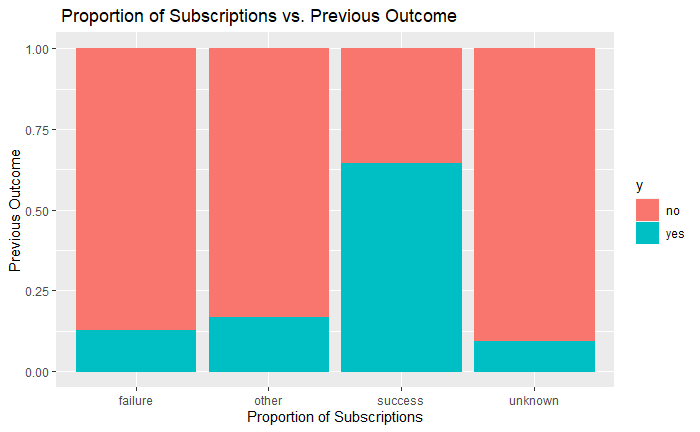 Proportion of Subscriptions vs. Previous Outcome
1.00
0.75
0.50
0.25
0.00
Previous Outcome
failure other success unknown
Proportion of Subscriptions
y
no
yes